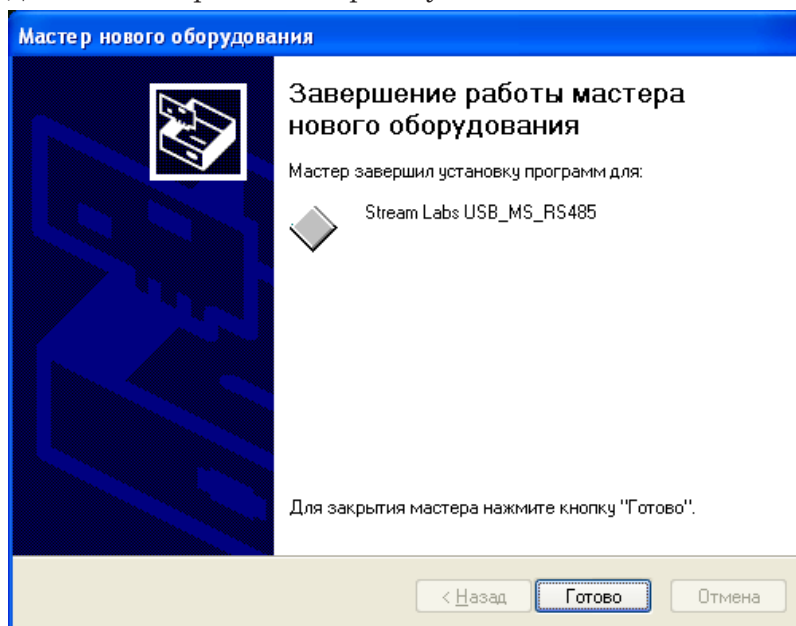 Мастер нового оборудования
Завершение работы мастера
нового оборудования
Мастер завершил установку программ для:
Stream Labs USB_MS_RS485
Для закрытия мастера нажмите кнопку "Готово".
< Назад Готово Отмена